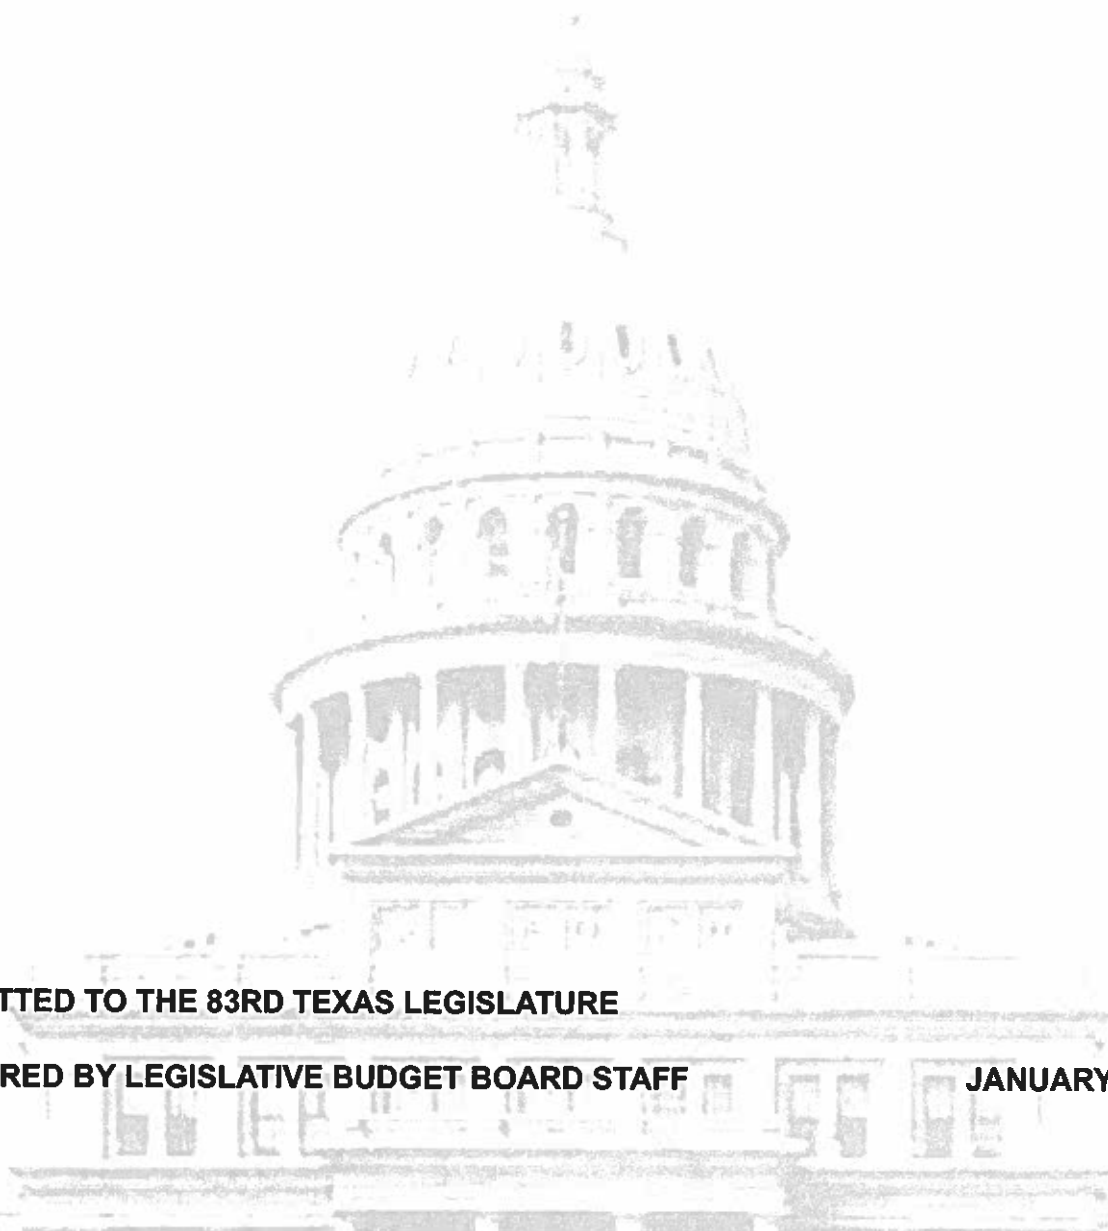 TTED TO THE 83RD TEXAS LEGISLATURE
RED BY LEGISLATIVE BUDGET BOARD STAFF JANUARY